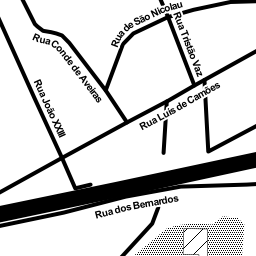 Rua de São Nicolau
Rua Tristão Vaz
Rua Conde de Aveiras
Rua João XXIII
Rua Luís de Camões
Rua dos Bernardos